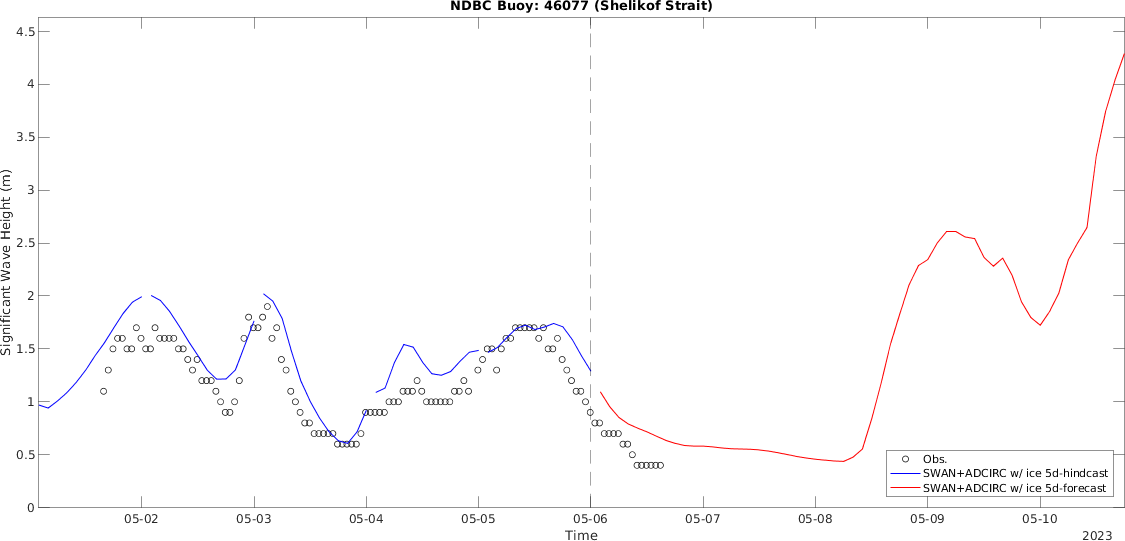 NDBC Buoy: 46077 (Shelikof Strait)
Significant Wave Height (m)
4.5
4
3.5
3
2.5
2
1.5
1
0.5
0
Obs.
SWAN+ADCIRC w/ ice 5d-hindcast
SWAN+ADCIRC w/ ice 5d-forecast
05-02 05-03 05-04 05-05 05-06 05-07 05-08 05-09 05-10
Time
2023